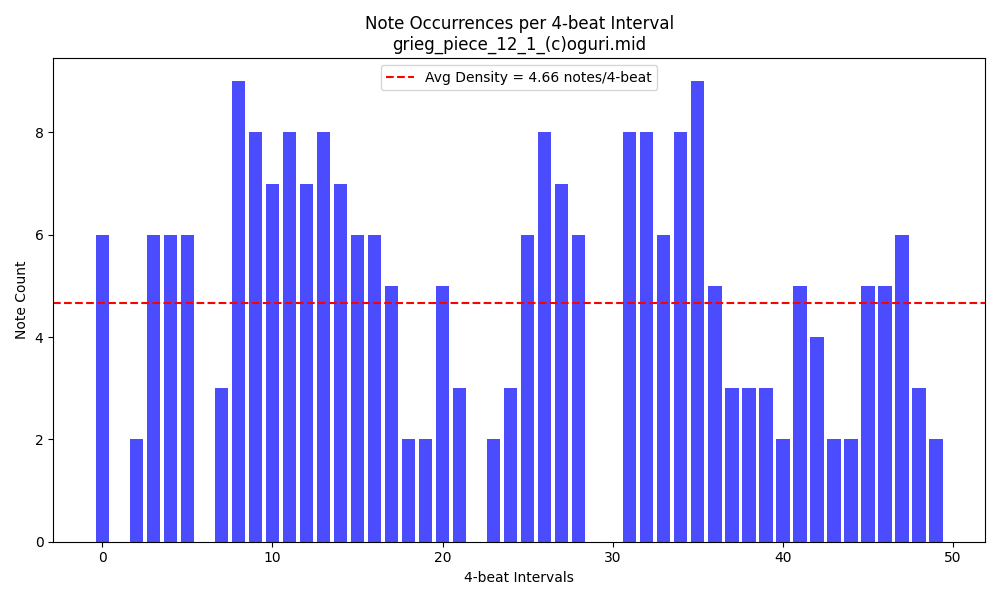 Note Occurrences per 4-beat Interval
grieg_piece_12_1_(c)oguri.mid
Avg Density = 4.66 notes/4-beat
Note Count
8
6
4
2
0
0 10 20 30 40 50
4-beat Intervals